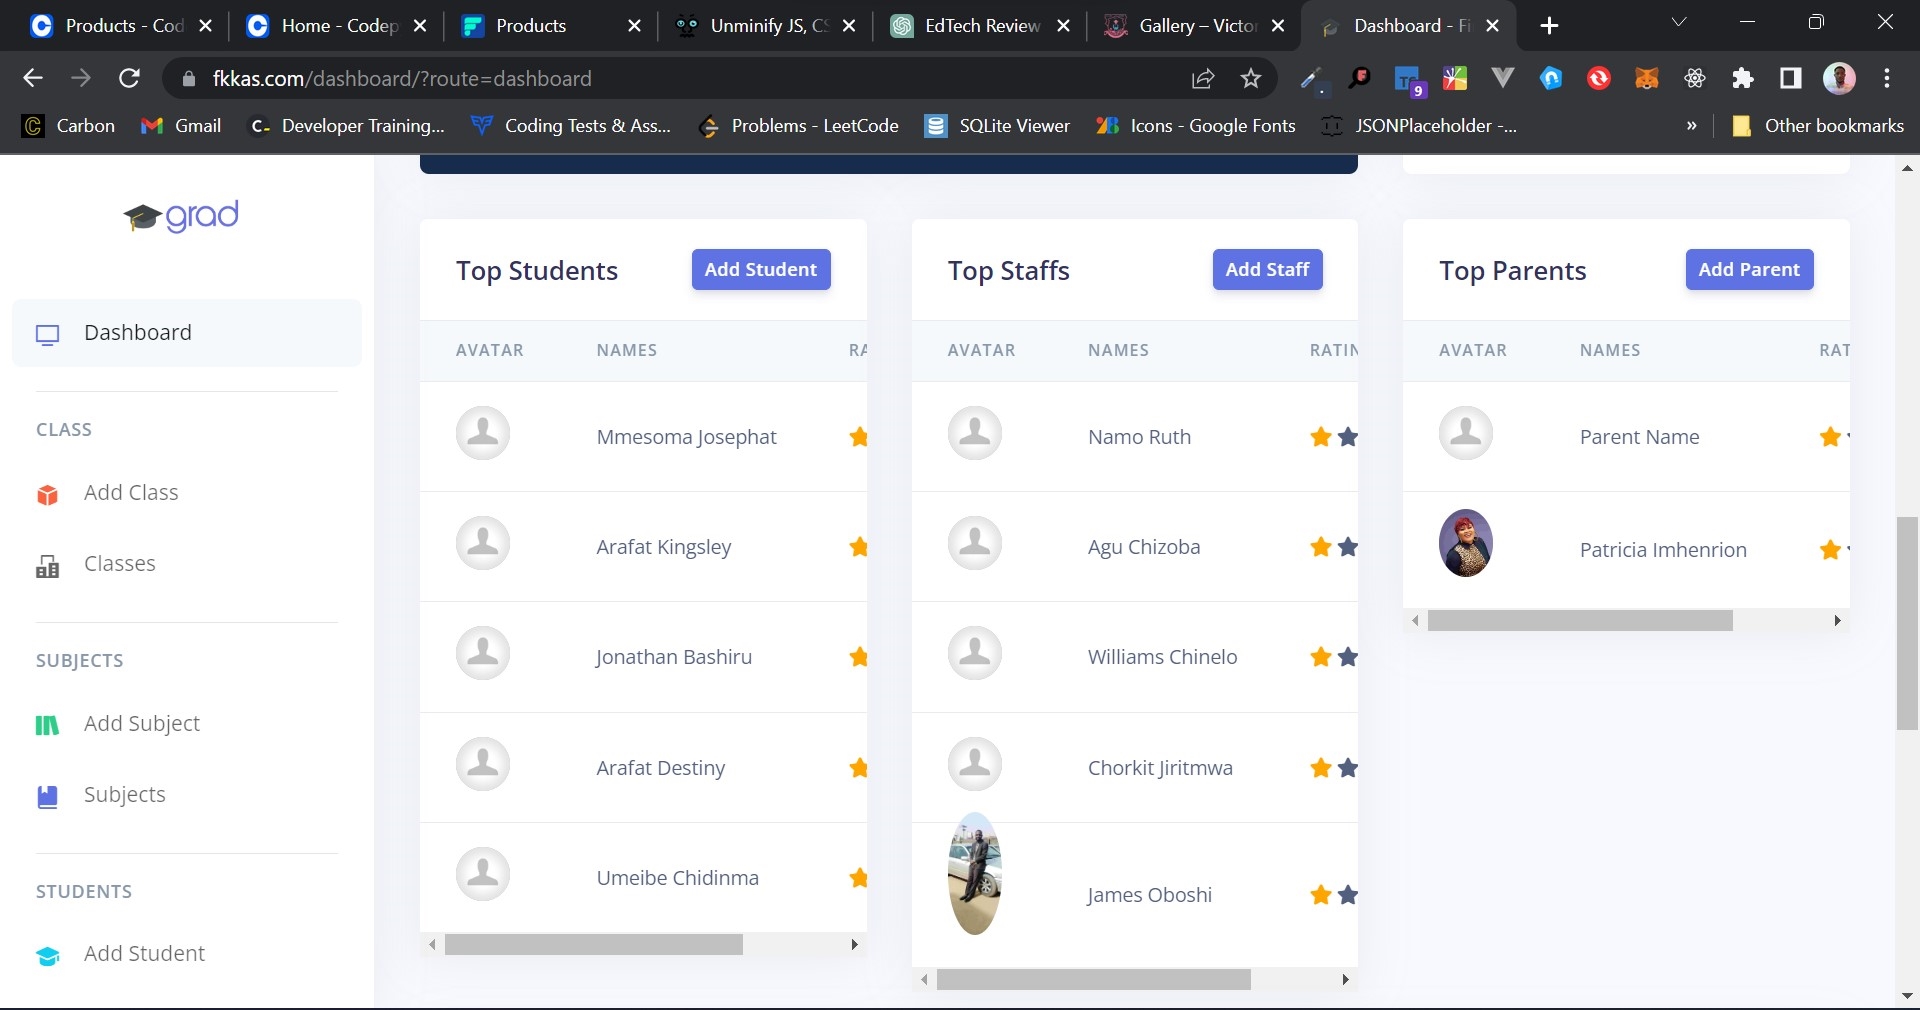 Products - Cod
Home - Codep
Products
Unminify JS, CS
EdTech Review
Gallery – Victor
Dashboard - Fi
fkkas.com/dashboard/?route=dashboard
9
Carbon
Gmail
Developer Training...
Coding Tests & Ass...
Problems - LeetCode
SQLite Viewer
Icons - Google Fonts
JSONPlaceholder -...
»
Other bookmarks
grad
Dashboard
CLASS
Add Class
Classes
SUBJECTS
Add Subject
Subjects
STUDENTS
Add Student
Top Students
Add Student
AVATAR NAMES RA
Mmesoma Josephat
Arafat Kingsley
Jonathan Bashiru
Arafat Destiny
Umeibe Chidinma
Top Staffs
Add Staff
AVATAR NAMES RATIN
Namo Ruth
Agu Chizoba
Williams Chinelo
Chorkit Jiritmwa
James Oboshi
Top Parents
Add Parent
AVATAR NAMES RAT
Parent Name
Patricia Imhenrion